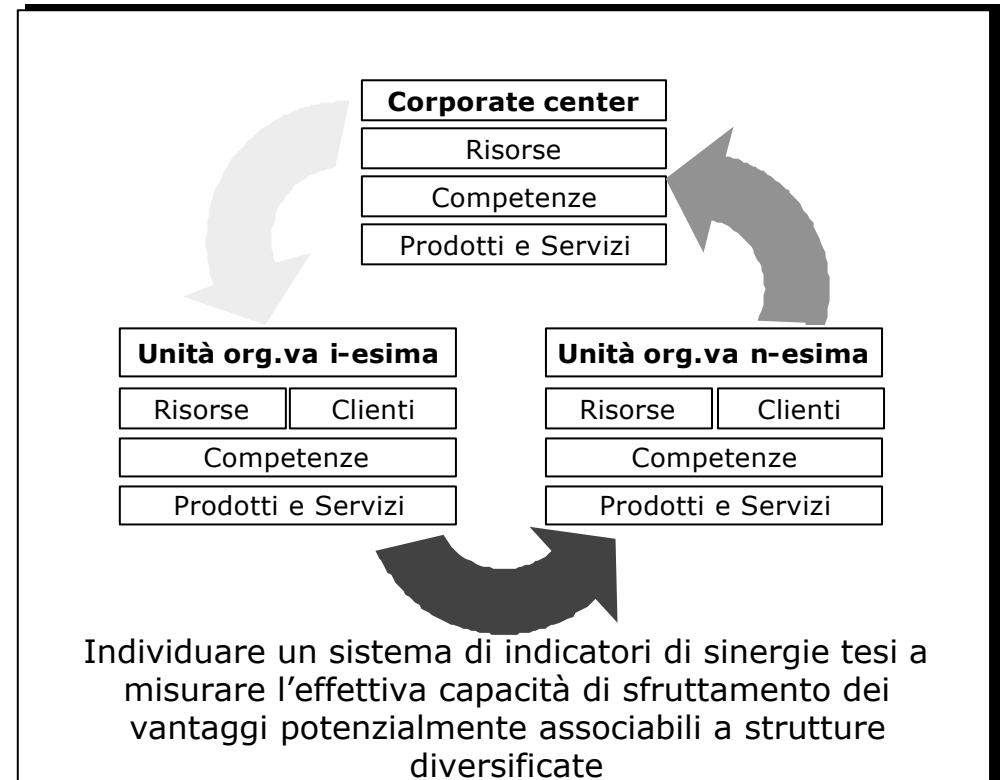 Corporate center
Risorse
Competenze
Prodotti e Servizi
Unità org.va i-esima
Risorse
Clienti
Competenze
Prodotti e Servizi
Unità org.va n-esima
Risorse
Clienti
Competenze
Prodotti e Servizi
Individuare un sistema di indicatori di sinergie tesi a
misurare l’effettiva capacità di sfruttamento dei
vantaggi potenzialmente associabili a strutture
diversificate